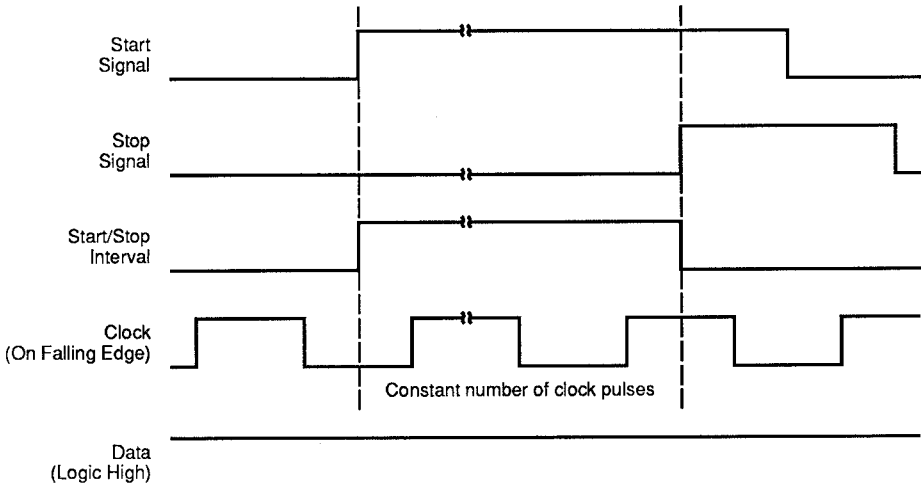 Start
Signal
Stop
Signal
Start/Stop
Interval
Clock
(On Falling Edge)
Constant number of clock pulses
Data
(Logic High)